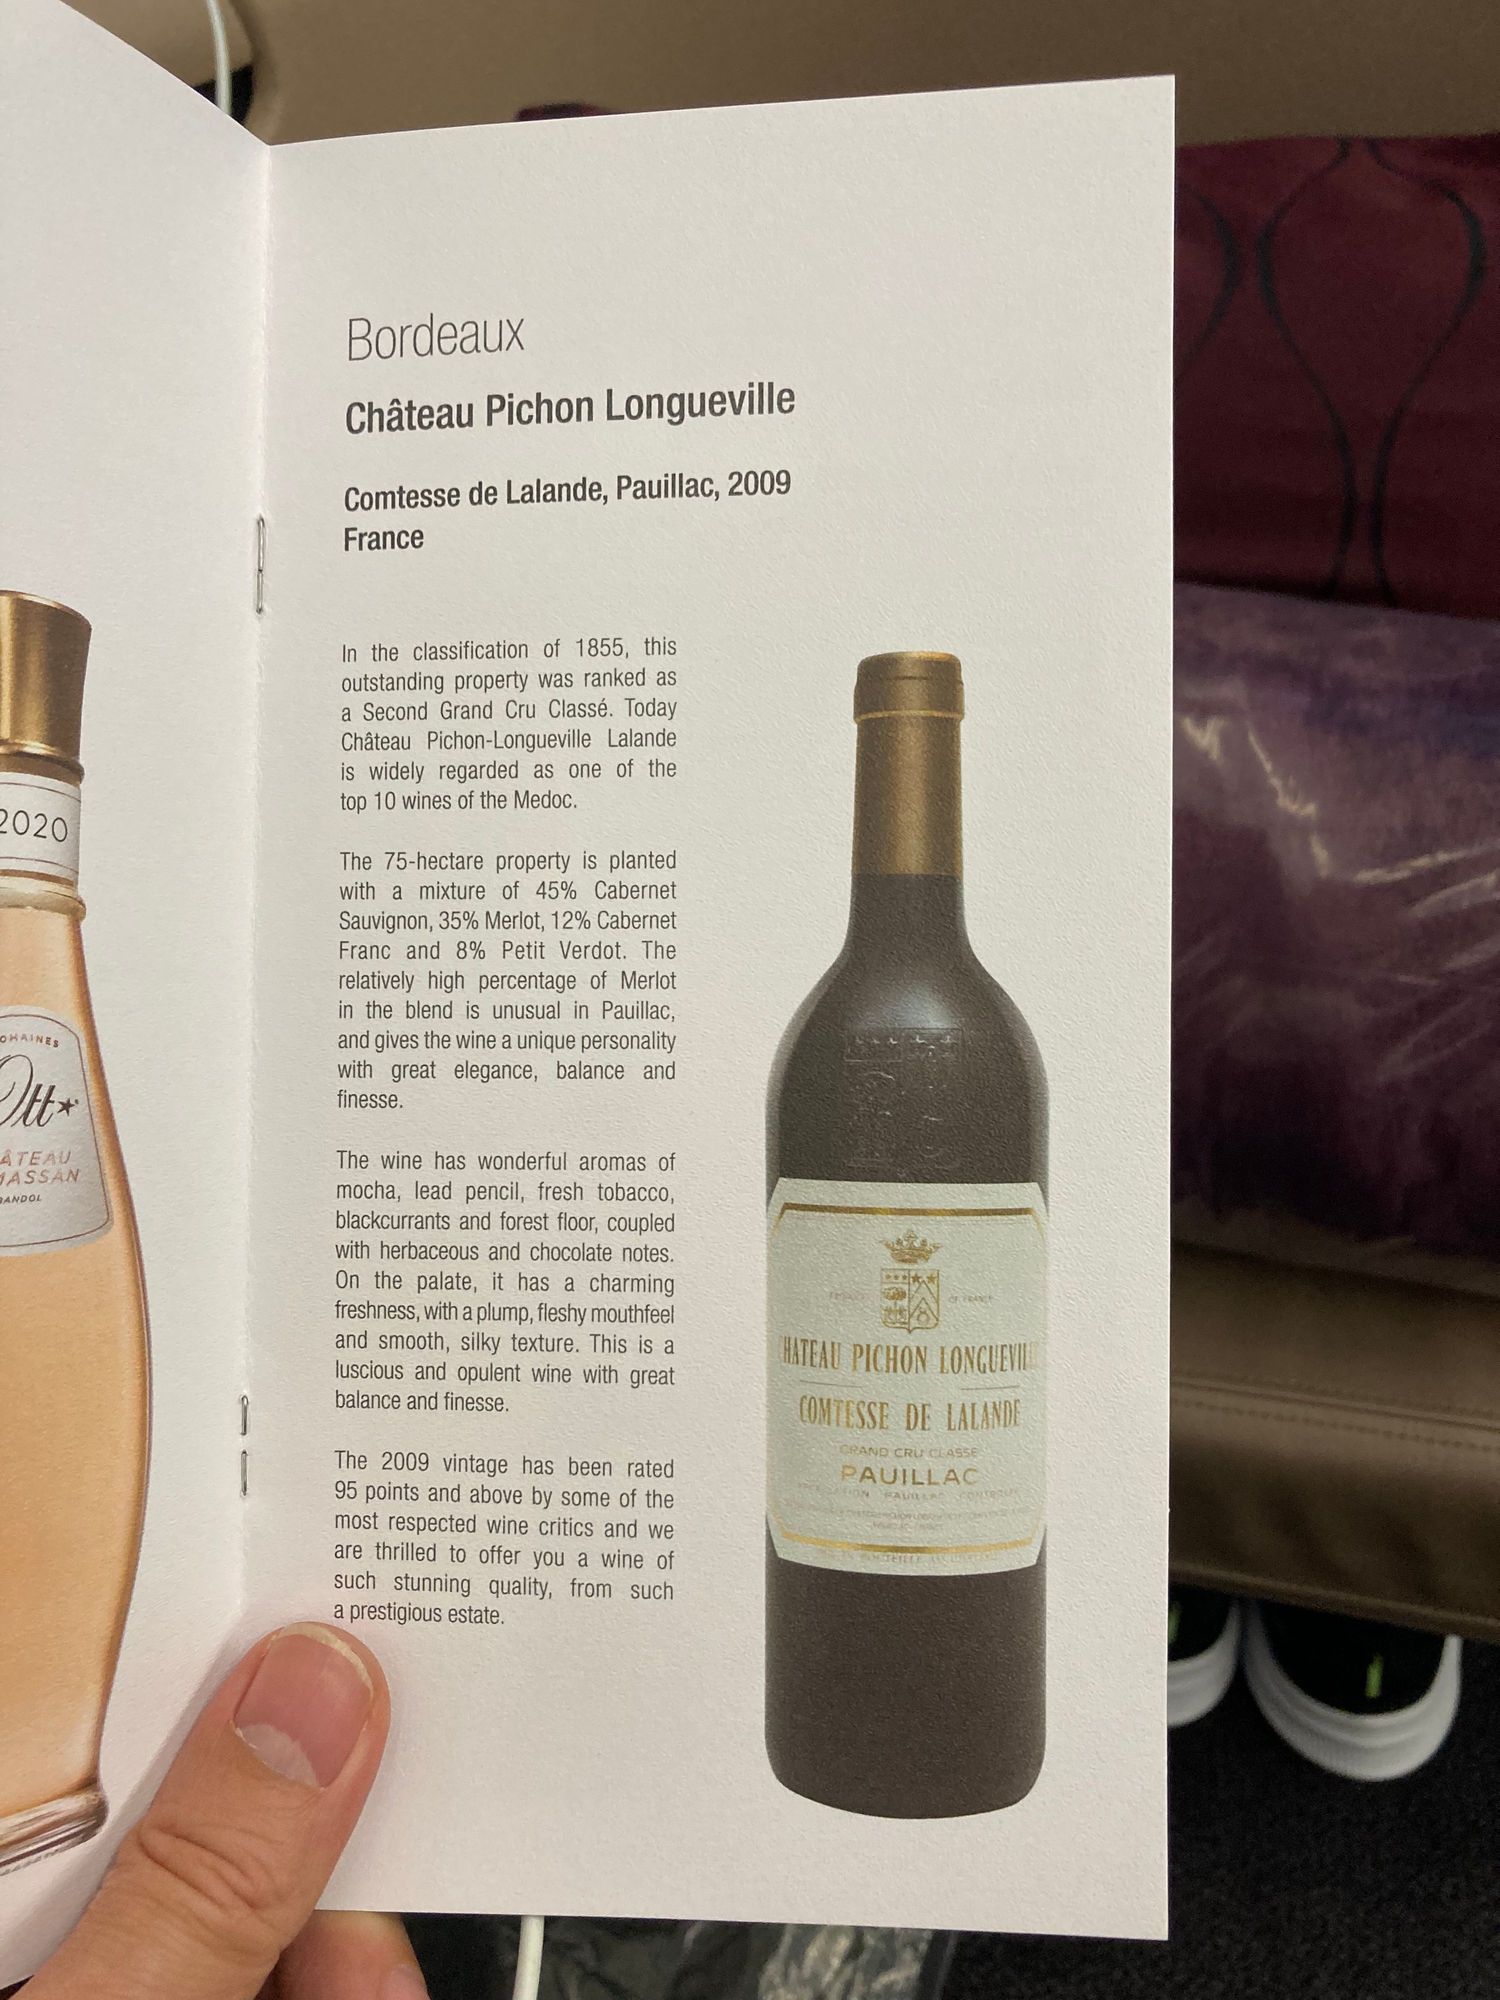 2020
Ott
BANDOL
Bordeaux
Château Pichon Longueville
Comtesse de Lalande, Pauillac, 2009
France
In the classification of 1855, this
outstanding property was ranked as
a Second Grand Cru Classé. Today
Château Pichon-Longueville Lalande
is widely regarded as one of the
top 10 wines of the Medoc.
The 75-hectare property is planted
with a mixture of 45% Cabernet
Sauvignon, 35% Merlot, 12% Cabernet
Franc and 8% Petit Verdot. The
relatively high percentage of Merlot
in the blend is unusual in Pauillac,
and gives the wine a unique personality
with great elegance, balance and
finesse.
The wine has wonderful aromas of
mocha, lead pencil, fresh tobacco,
blackcurrants and forest floor, coupled
with herbaceous and chocolate notes.
On the palate, it has a charming
freshness, with a plump, fleshy mouthfeel
and smooth, silky texture. This is a
luscious and opulent wine with great
balance and finesse.
The 2009 vintage has been rated
95 points and above by some of the
most respected wine critics and we
are thrilled to offer you a wine of
such stunning quality, from such
a prestigious estate.
OF FRANCE
PICHON
COMTESSE DE LALANDE
GRAND CRU CLASSÉ
PAUILLAC